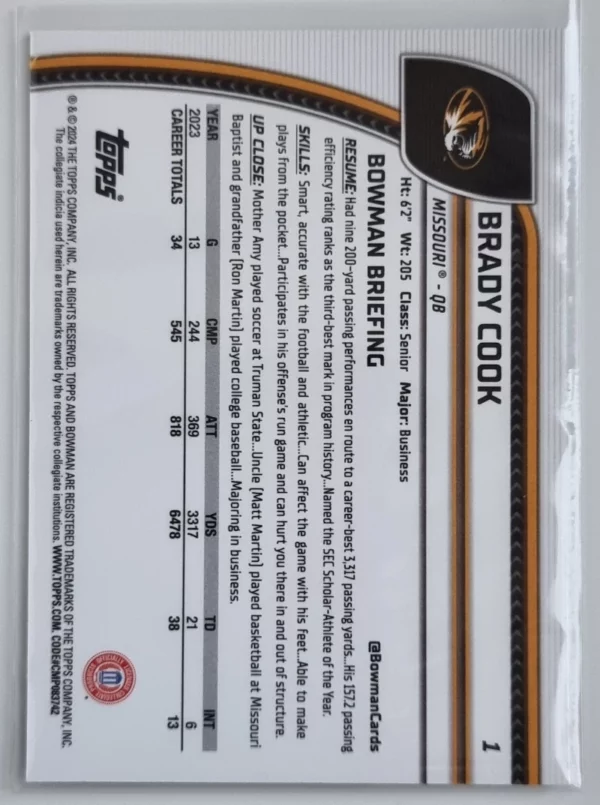 BRADY COOK 1
MISSOURI® - QB
Ht: 6'2" Wt: 205 Class: Senior Major: Business
BOWMAN BRIEFING @BowmanCards
RESUME: Had nine 200-yard passing performances en route to a career-best 3,317 passing yards...His 157.2 passing
efficiency rating ranks as the third-best mark in program history...Named the SEC Scholar-Athlete of the Year.
SKILLS: Smart, accurate with the football and athletic...Can affect the game with his feet...Able to make
plays from the pocket...Participates in his offense's run game and can hurt you there in and out of structure.
UP CLOSE: Mother Amy played soccer at Truman State...Uncle (Matt Martin) played basketball at Missouri
Baptist and grandfather (Ron Martin) played college baseball...Majoring in business.
YEAR G CMP ATT YDS TD INT
2023 13 244 369 3317 21 6
CAREER TOTALS 34 545 818 6478 38 13
topps®
® & © 2024 THE TOPPS COMPANY, INC. ALL RIGHTS RESERVED. TOPPS AND BOWMAN ARE REGISTERED TRADEMARKS OF THE TOPPS COMPANY, INC.
The collegiate indicia used herein are trademarks owned by the respective collegiate institutions. WWW.TOPPS.COM. CODE#CMP083742